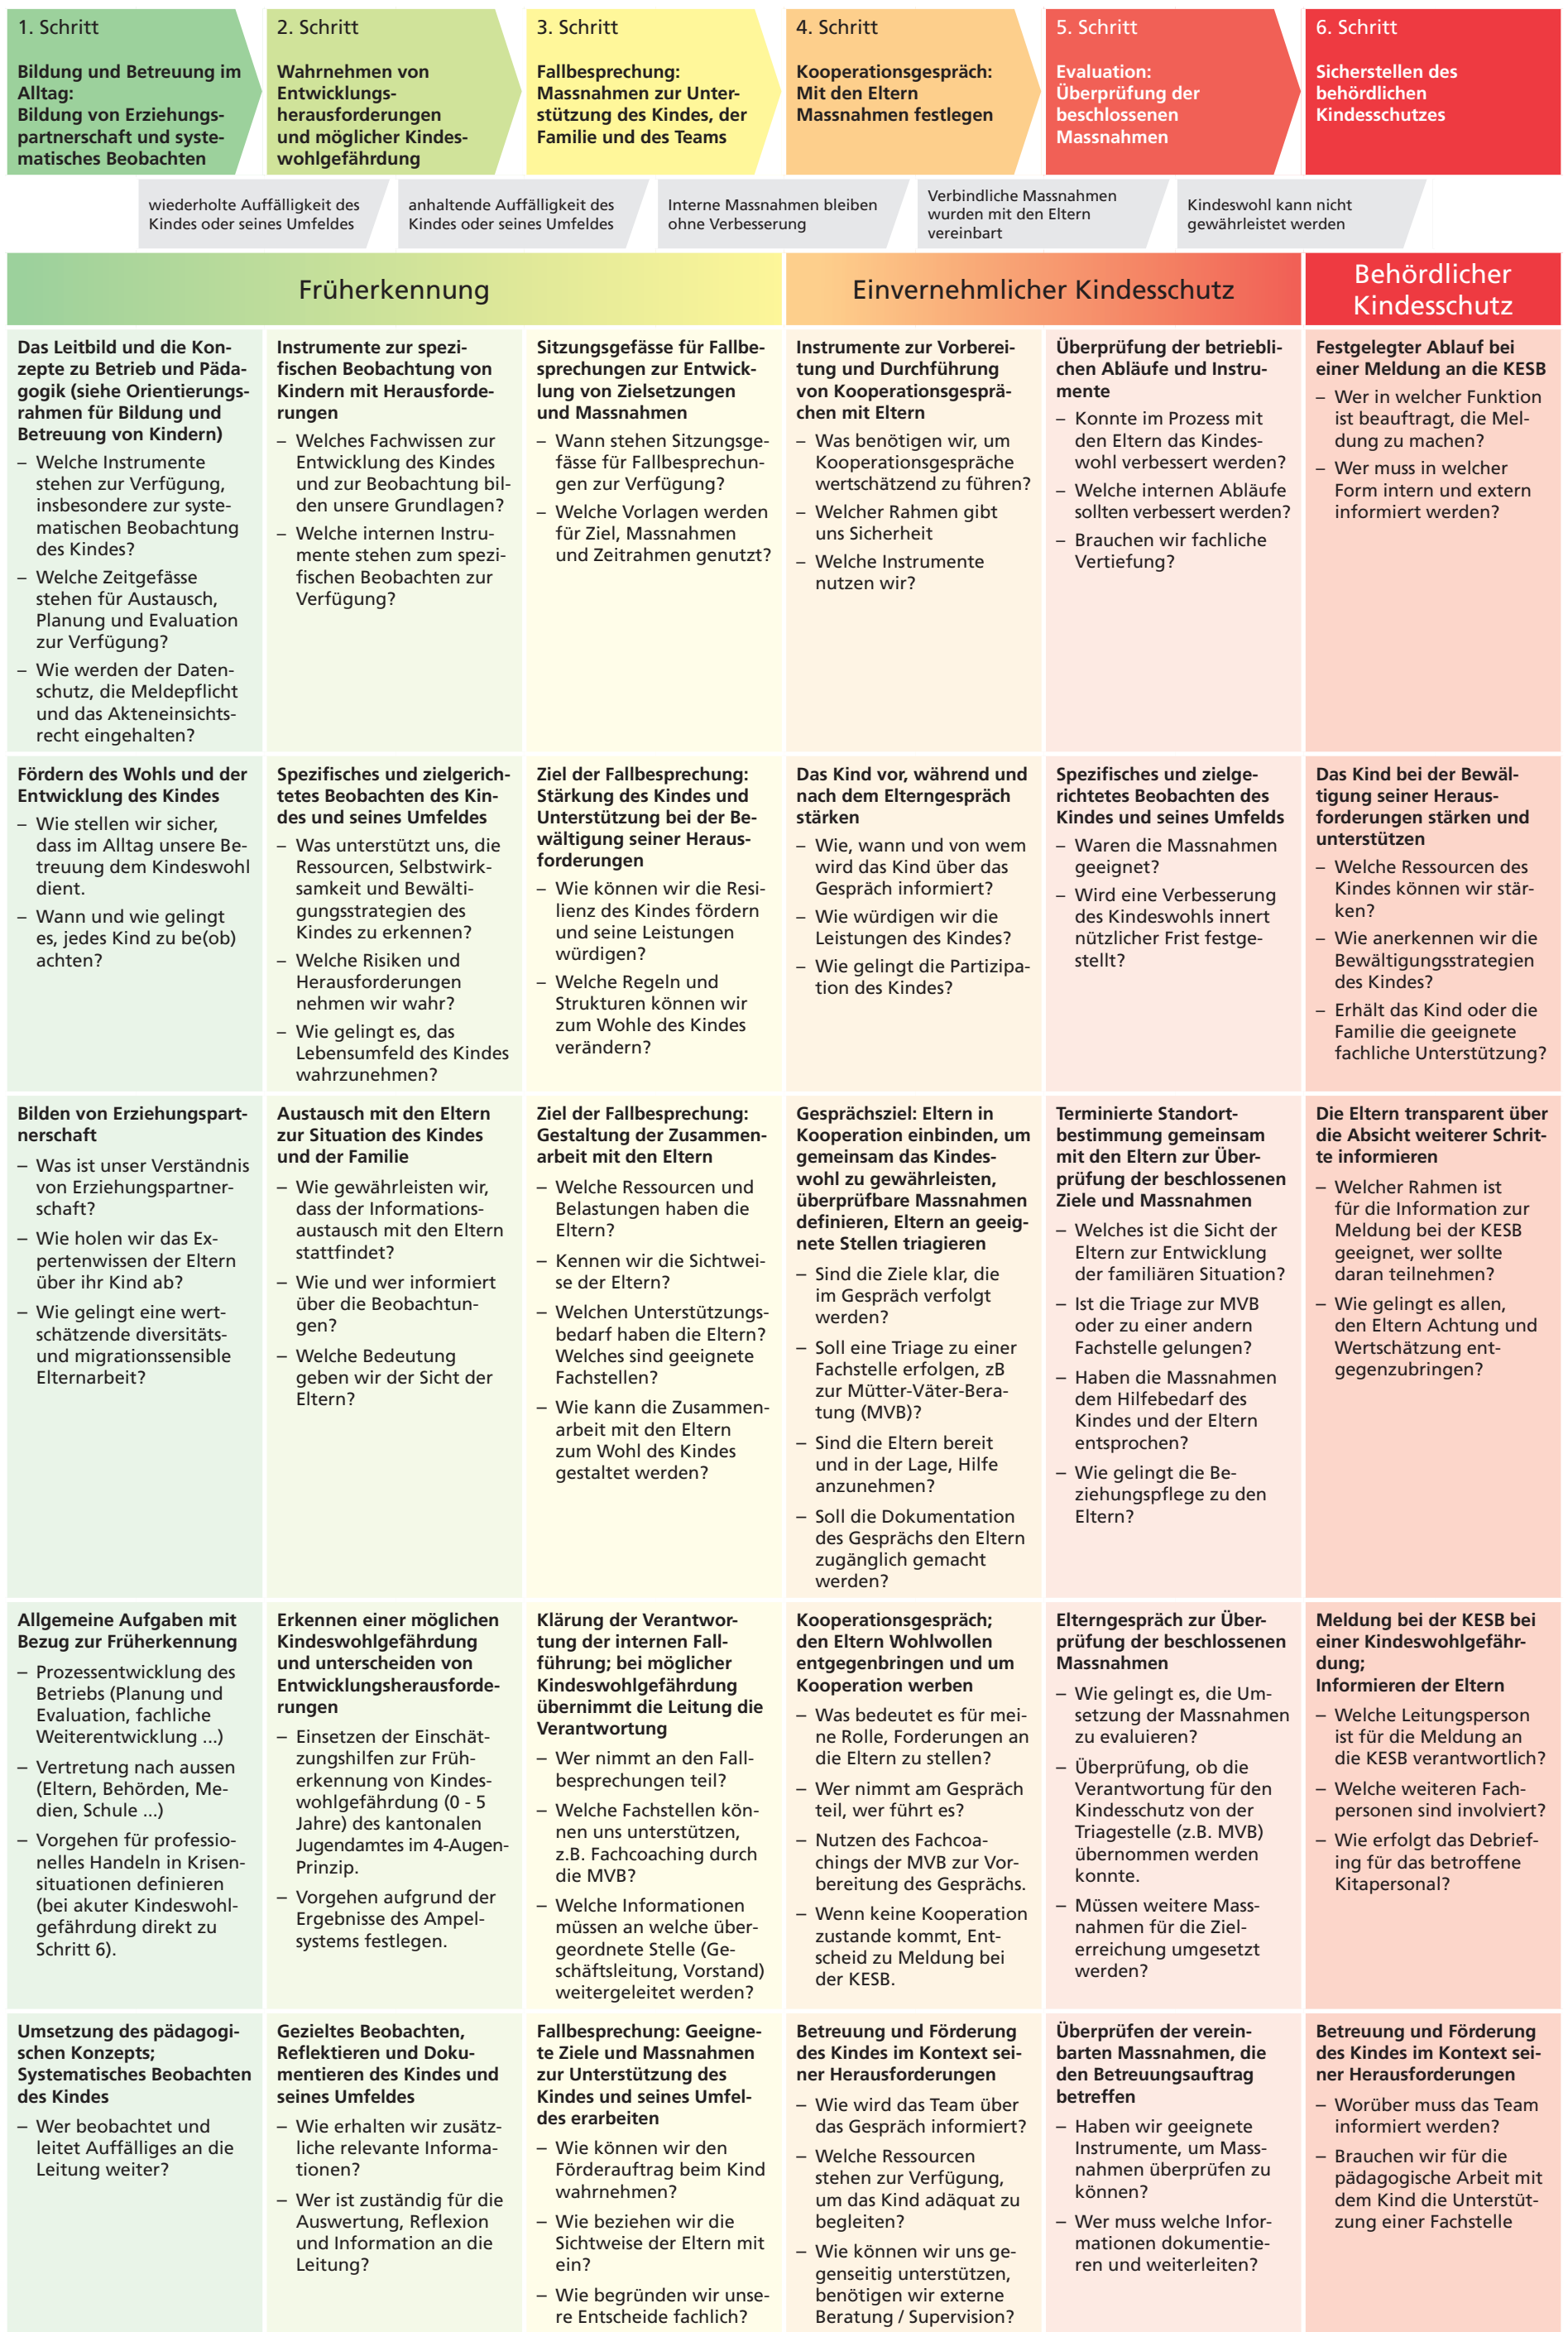 1. Schritt
Bildung und Betreuung im
Alltag:
Bildung von Erziehungs-
partnerschaft und syste-
matisches Beobachten
2. Schritt
Wahrnehmen von
Entwicklungs-
herausforderungen
und möglicher Kindes-
wohlgefährdung
3. Schritt
Fallbesprechung:
Massnahmen zur Unter-
stützung des Kindes, der
Familie und des Teams
4. Schritt
Kooperationsgespräch:
Mit den Eltern
Massnahmen festlegen
5. Schritt
Evaluation:
Überprüfung der
beschlossenen
Massnahmen
6. Schritt
Sicherstellen des
behördlichen
Kindesschutzes
wiederholte Auffälligkeit des
Kindes oder seines Umfeldes
anhaltende Auffälligkeit des
Kindes oder seines Umfeldes
Interne Massnahmen bleiben
ohne Verbesserung
Verbindliche Massnahmen
wurden mit den Eltern
vereinbart
Kindeswohl kann nicht
gewährleistet werden
Früherkennung
Einvernehmlicher Kindesschutz
Behördlicher
Kindesschutz
Das Leitbild und die Kon-
zepte zu Betrieb und Päda-
gogik (siehe Orientierungs-
rahmen für Bildung und
Betreuung von Kindern)
– Welche Instrumente
stehen zur Verfügung,
insbesondere zur syste-
matischen Beobachtung
des Kindes?
– Welche Zeitgefässe
stehen für Austausch,
Planung und Evaluation
zur Verfügung?
– Wie werden der Daten-
schutz, die Meldepflicht
und das Akteneinsichts-
recht eingehalten?
Instrumente zur spezi-
fischen Beobachtung von
Kindern mit Herausforde-
rungen
– Welches Fachwissen zur
Entwicklung des Kindes
und zur Beobachtung bil-
den unsere Grundlagen?
– Welche internen Instru-
mente stehen zum spezi-
fischen Beobachten zur
Verfügung?
Sitzungsgefässe für Fallbe-
sprechungen zur Entwick-
lung von Zielsetzungen
und Massnahmen
– Wann stehen Sitzungsge-
fässe für Fallbesprechun-
gen zur Verfügung?
– Welche Vorlagen werden
für Ziel, Massnahmen
und Zeitrahmen genutzt?
Instrumente zur Vorberei-
tung und Durchführung
von Kooperationsgesprä-
chen mit Eltern
– Was benötigen wir, um
Kooperationsgespräche
wertschätzend zu führen?
– Welcher Rahmen gibt
uns Sicherheit
– Welche Instrumente
nutzen wir?
Überprüfung der betriebli-
chen Abläufe und Instru-
mente
– Konnte im Prozess mit
den Eltern das Kindes-
wohl verbessert werden?
– Welche internen Abläufe
sollten verbessert werden?
– Brauchen wir fachliche
Vertiefung?
Festgelegter Ablauf bei
einer Meldung an die KESB
– Wer in welcher Funktion
ist beauftragt, die Mel-
dung zu machen?
– Wer muss in welcher
Form intern und extern
informiert werden?
Fördern des Wohls und der
Entwicklung des Kindes
– Wie stellen wir sicher,
dass im Alltag unsere Be-
treuung dem Kindeswohl
dient.
– Wann und wie gelingt
es, jedes Kind zu be(ob)
achten?
Spezifisches und zielgerich-
tetes Beobachten des Kin-
des und seines Umfeldes
– Was unterstützt uns, die
Ressourcen, Selbstwirk-
samkeit und Bewälti-
gungsstrategien des
Kindes zu erkennen?
– Welche Risiken und
Herausforderungen
nehmen wir wahr?
– Wie gelingt es, das
Lebensumfeld des Kindes
wahrzunehmen?
Ziel der Fallbesprechung:
Stärkung des Kindes und
Unterstützung bei der Be-
wältigung seiner Heraus-
forderungen
– Wie können wir die Resi-
lienz des Kindes fördern
und seine Leistungen
würdigen?
– Welche Regeln und
Strukturen können wir
zum Wohle des Kindes
verändern?
Das Kind vor, während und
nach dem Elterngespräch
stärken
– Wie, wann und von wem
wird das Kind über das
Gespräch informiert?
– Wie würdigen wir die
Leistungen des Kindes?
– Wie gelingt die Partizipa-
tion des Kindes?
Spezifisches und zielge-
richtetes Beobachten des
Kindes und seines Umfelds
– Waren die Massnahmen
geeignet?
– Wird eine Verbesserung
des Kindeswohls innert
nützlicher Frist festge-
stellt?
Das Kind bei der Bewäl-
tigung seiner Heraus-
forderungen stärken und
unterstützen
– Welche Ressourcen des
Kindes können wir stär-
ken?
– Wie anerkennen wir die
Bewältigungsstrategien
des Kindes?
– Erhält das Kind oder die
Familie die geeignete
fachliche Unterstützung?
Bilden von Erziehungspart-
nerschaft
– Was ist unser Verständnis
von Erziehungspartner-
schaft?
– Wie holen wir das Ex-
pertenwissen der Eltern
über ihr Kind ab?
– Wie gelingt eine wert-
schätzende diversitäts-
und migrationssensible
Elternarbeit?
Austausch mit den Eltern
zur Situation des Kindes
und der Familie
– Wie gewährleisten wir,
dass der Informations-
austausch mit den Eltern
stattfindet?
– Wie und wer informiert
über die Beobachtun-
gen?
– Welche Bedeutung
geben wir der Sicht der
Eltern?
Ziel der Fallbesprechung:
Gestaltung der Zusammen-
arbeit mit den Eltern
– Welche Ressourcen und
Belastungen haben die
Eltern?
– Kennen wir die Sichtwei-
se der Eltern?
– Welchen Unterstützungs-
bedarf haben die Eltern?
Welches sind geeignete
Fachstellen?
– Wie kann die Zusammen-
arbeit mit den Eltern
zum Wohl des Kindes
gestaltet werden?
Gesprächsziel: Eltern in
Kooperation einbinden, um
gemeinsam das Kindes-
wohl zu gewährleisten,
überprüfbare Massnahmen
definieren, Eltern an geeig-
nete Stellen triagieren
– Sind die Ziele klar, die
im Gespräch verfolgt
werden?
– Soll eine Triage zu einer
Fachstelle erfolgen, zB
zur Mütter-Väter-Bera-
tung (MVB)?
– Sind die Eltern bereit
und in der Lage, Hilfe
anzunehmen?
– Soll die Dokumentation
des Gesprächs den Eltern
zugänglich gemacht
werden?
Terminierte Standort-
bestimmung gemeinsam
mit den Eltern zur Über-
prüfung der beschlossenen
Ziele und Massnahmen
– Welches ist die Sicht der
Eltern zur Entwicklung
der familiären Situation?
– Ist die Triage zur MVB
oder zu einer andern
Fachstelle gelungen?
– Haben die Massnahmen
dem Hilfebedarf des
Kindes und der Eltern
entsprochen?
– Wie gelingt die Be-
ziehungspflege zu den
Eltern?
Die Eltern transparent über
die Absicht weiterer Schrit-
te informieren
– Welcher Rahmen ist
für die Information zur
Meldung bei der KESB
geeignet, wer sollte
daran teilnehmen?
– Wie gelingt es allen,
den Eltern Achtung und
Wertschätzung ent-
gegenzubringen?
Allgemeine Aufgaben mit
Bezug zur Früherkennung
– Prozessentwicklung des
Betriebs (Planung und
Evaluation, fachliche
Weiterentwicklung ...)
– Vertretung nach aussen
(Eltern, Behörden, Me-
dien, Schule ...)
– Vorgehen für professio-
nelles Handeln in Krisen-
situationen definieren
(bei akuter Kindeswohl-
gefährdung direkt zu
Schritt 6).
Erkennen einer möglichen
Kindeswohlgefährdung
und unterscheiden von
Entwicklungsherausforde-
rungen
– Einsetzen der Einschät-
zungshilfen zur Früh-
erkennung von Kindes-
wohlgefährdung (0 - 5
Jahre) des kantonalen
Jugendamtes im 4-Augen-
Prinzip.
– Vorgehen aufgrund der
Ergebnisse des Ampel-
systems festlegen.
Klärung der Verantwor-
tung der internen Fall-
führung; bei möglicher
Kindeswohlgefährdung
übernimmt die Leitung die
Verantwortung
– Wer nimmt an den Fall-
besprechungen teil?
– Welche Fachstellen kön-
nen uns unterstützen,
z.B. Fachcoaching durch
die MVB?
– Welche Informationen
müssen an welche über-
geordnete Stelle (Ge-
schäftsleitung, Vorstand)
weitergeleitet werden?
Kooperationsgespräch;
den Eltern Wohlwollen
entgegenbringen und um
Kooperation werben
– Was bedeutet es für mei-
ne Rolle, Forderungen an
die Eltern zu stellen?
– Wer nimmt am Gespräch
teil, wer führt es?
– Nutzen des Fachcoa-
chings der MVB zur Vor-
bereitung des Gesprächs.
– Wenn keine Kooperation
zustande kommt, Ent-
scheid zu Meldung bei
der KESB.
Elterngespräch zur Über-
prüfung der beschlossenen
Massnahmen
– Wie gelingt es, die Um-
setzung der Massnahmen
zu evaluieren?
– Überprüfung, ob die
Verantwortung für den
Kindesschutz von der
Triagestelle (z.B. MVB)
übernommen werden
konnte.
– Müssen weitere Mass-
nahmen für die Ziel-
erreichung umgesetzt
werden?
Meldung bei der KESB bei
einer Kindeswohlgefähr-
dung;
Informieren der Eltern
– Welche Leitungsperson
ist für die Meldung an
die KESB verantwortlich?
– Welche weiteren Fach-
personen sind involviert?
– Wie erfolgt das Debrief-
ing für das betroffene
Kitapersonal?
Umsetzung des pädagogi-
schen Konzepts;
Systematisches Beobachten
des Kindes
– Wer beobachtet und
leitet Auffälliges an die
Leitung weiter?
Gezieltes Beobachten,
Reflektieren und Doku-
mentieren des Kindes und
seines Umfeldes
– Wie erhalten wir zusätz-
liche relevante Informa-
tionen?
– Wer ist zuständig für die
Auswertung, Reflexion
und Information an die
Leitung?
Fallbesprechung: Geeigne-
te Ziele und Massnahmen
zur Unterstützung des
Kindes und seines Umfel-
des erarbeiten
– Wie können wir den
Förderauftrag beim Kind
wahrnehmen?
– Wie beziehen wir die
Sichtweise der Eltern mit
ein?
– Wie begründen wir unse-
re Entscheide fachlich?
Betreuung und Förderung
des Kindes im Kontext sei-
ner Herausforderungen
– Wie wird das Team über
das Gespräch informiert?
– Welche Ressourcen
stehen zur Verfügung,
um das Kind adäquat zu
begleiten?
– Wie können wir uns ge-
genseitig unterstützen,
benötigen wir externe
Beratung / Supervision?
Überprüfen der verein-
barten Massnahmen, die
den Betreuungsauftrag
betreffen
– Haben wir geeignete
Instrumente, um Mass-
nahmen überprüfen zu
können?
– Wer muss welche Infor-
mationen dokumentie-
ren und weiterleiten?
Betreuung und Förderung
des Kindes im Kontext sei-
ner Herausforderungen
– Worüber muss das Team
informiert werden?
– Brauchen wir für die
pädagogische Arbeit mit
dem Kind die Unterstüt-
zung einer Fachstelle